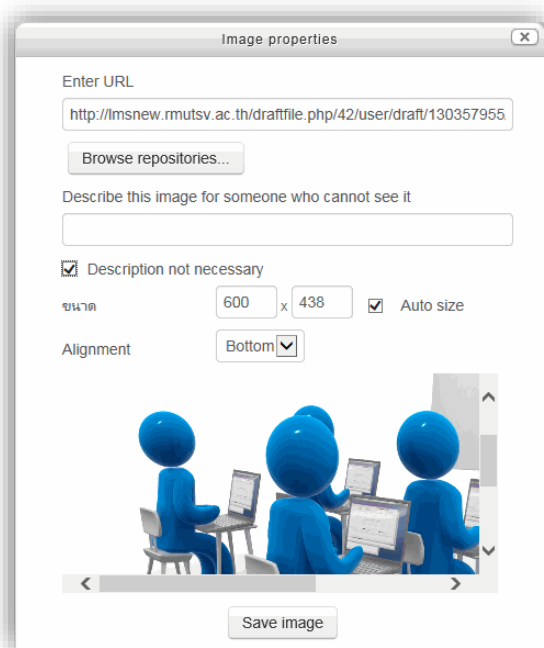 Image properties
Enter URL
http://lmsnew.rmutsv.ac.th/draftfile.php/42/user/draft/130357955
Browse repositories...
Describe this image for someone who cannot see it
Description not necessary
ขนาด 600 x 438 Auto size
Alignment Bottom
Save image